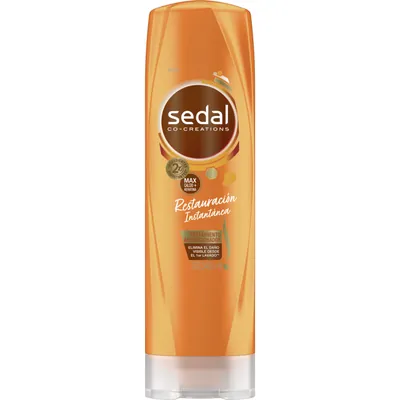 sedal
CO-CREATIONS
MAX
Restauración
Instantánea
ELIMINA EL DAÑO
VISIBLE DESDE
EL 1er LAVADO